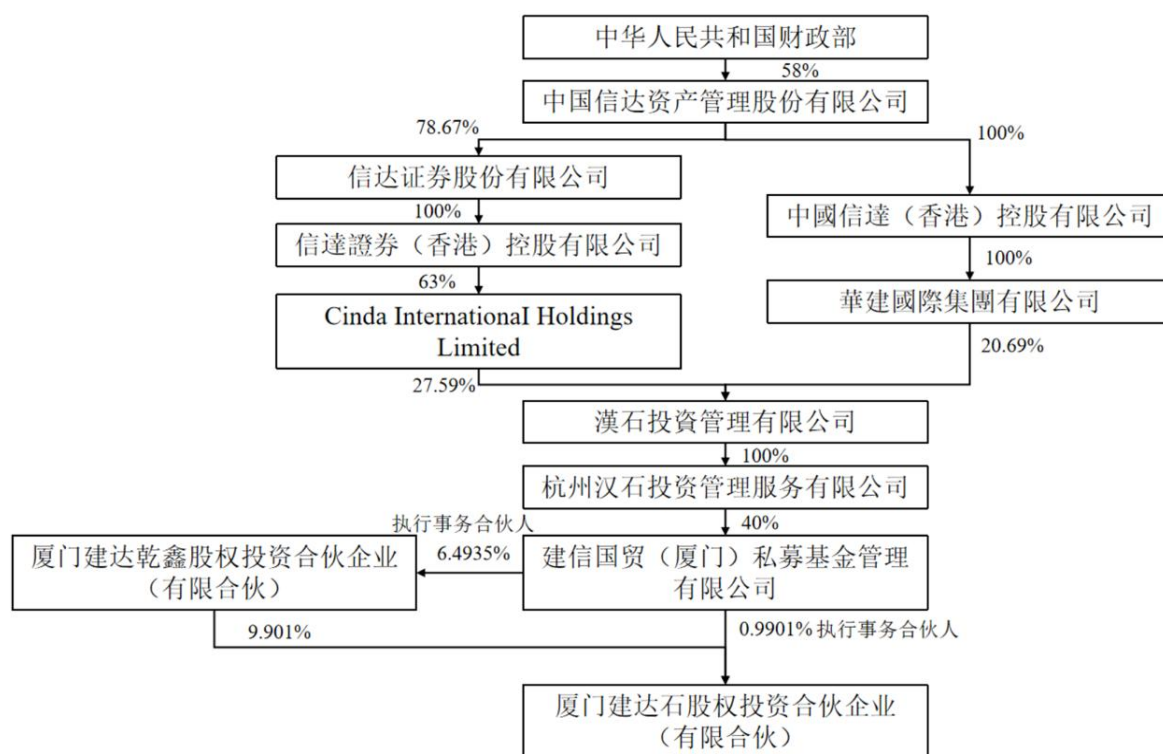 中华人民共和国财政部
58%
中国信达资产管理股份有限公司
78.67%
100%
信达证券股份有限公司
100%
中國信達（香港）控股有限公司
信達證券（香港）控股有限公司
100%
63%
華建國際集團有限公司
Cinda International Holdings
Limited
20.69%
27.59%
漢石投資管理有限公司
100%
杭州汉石投资管理服务有限公司
40%
执行事务合伙人
6.4935%
厦门建达乾鑫股权投资合伙企业
（有限合伙）
建信国贸（厦门）私募基金管理
有限公司
9.901%
0.9901% 执行事务合伙人
厦门建达石股权投资合伙企业
（有限合伙）